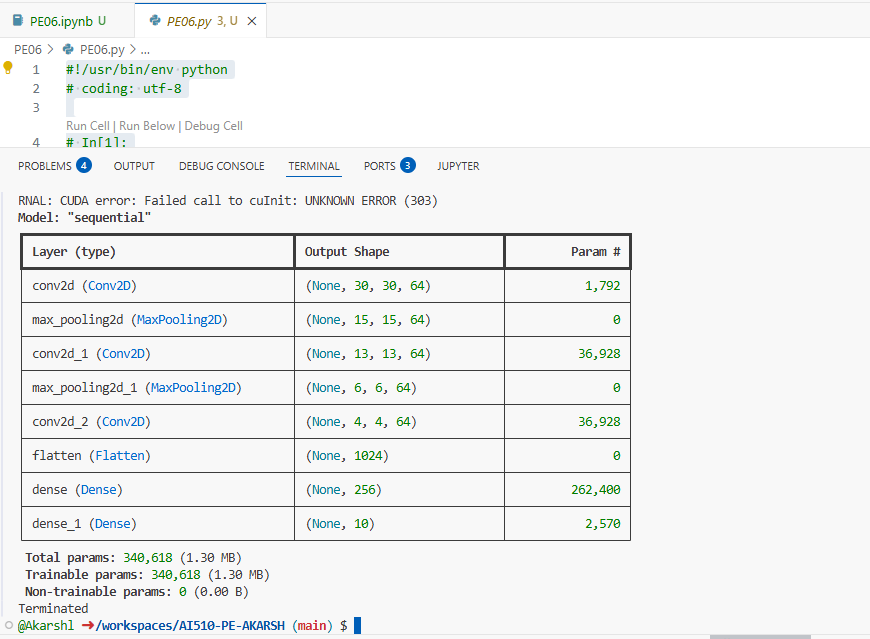 PE06.ipynb U
PE06.py 3, U
PE06 > PE06.py > ...
1 #!/usr/bin/env python
2 # coding: utf-8
3
Run Cell | Run Below | Debug Cell
4 # In[1]:
PROBLEMS 4 OUTPUT DEBUG CONSOLE TERMINAL PORTS 3 JUPYTER
RNAL: CUDA error: Failed call to cuInit: UNKNOWN ERROR (303)
Model: "sequential"
Layer (type) Output Shape Param #
conv2d (Conv2D) (None, 30, 30, 64) 1,792
max_pooling2d (MaxPooling2D) (None, 15, 15, 64) 0
conv2d_1 (Conv2D) (None, 13, 13, 64) 36,928
max_pooling2d_1 (MaxPooling2D) (None, 6, 6, 64) 0
conv2d_2 (Conv2D) (None, 4, 4, 64) 36,928
flatten (Flatten) (None, 1024) 0
dense (Dense) (None, 256) 262,400
dense_1 (Dense) (None, 10) 2,570
Total params: 340,618 (1.30 MB)
Trainable params: 340,618 (1.30 MB)
Non-trainable params: 0 (0.00 B)
Terminated
@Akarshl ➜/workspaces/AI510-PE-AKARSH (main) $